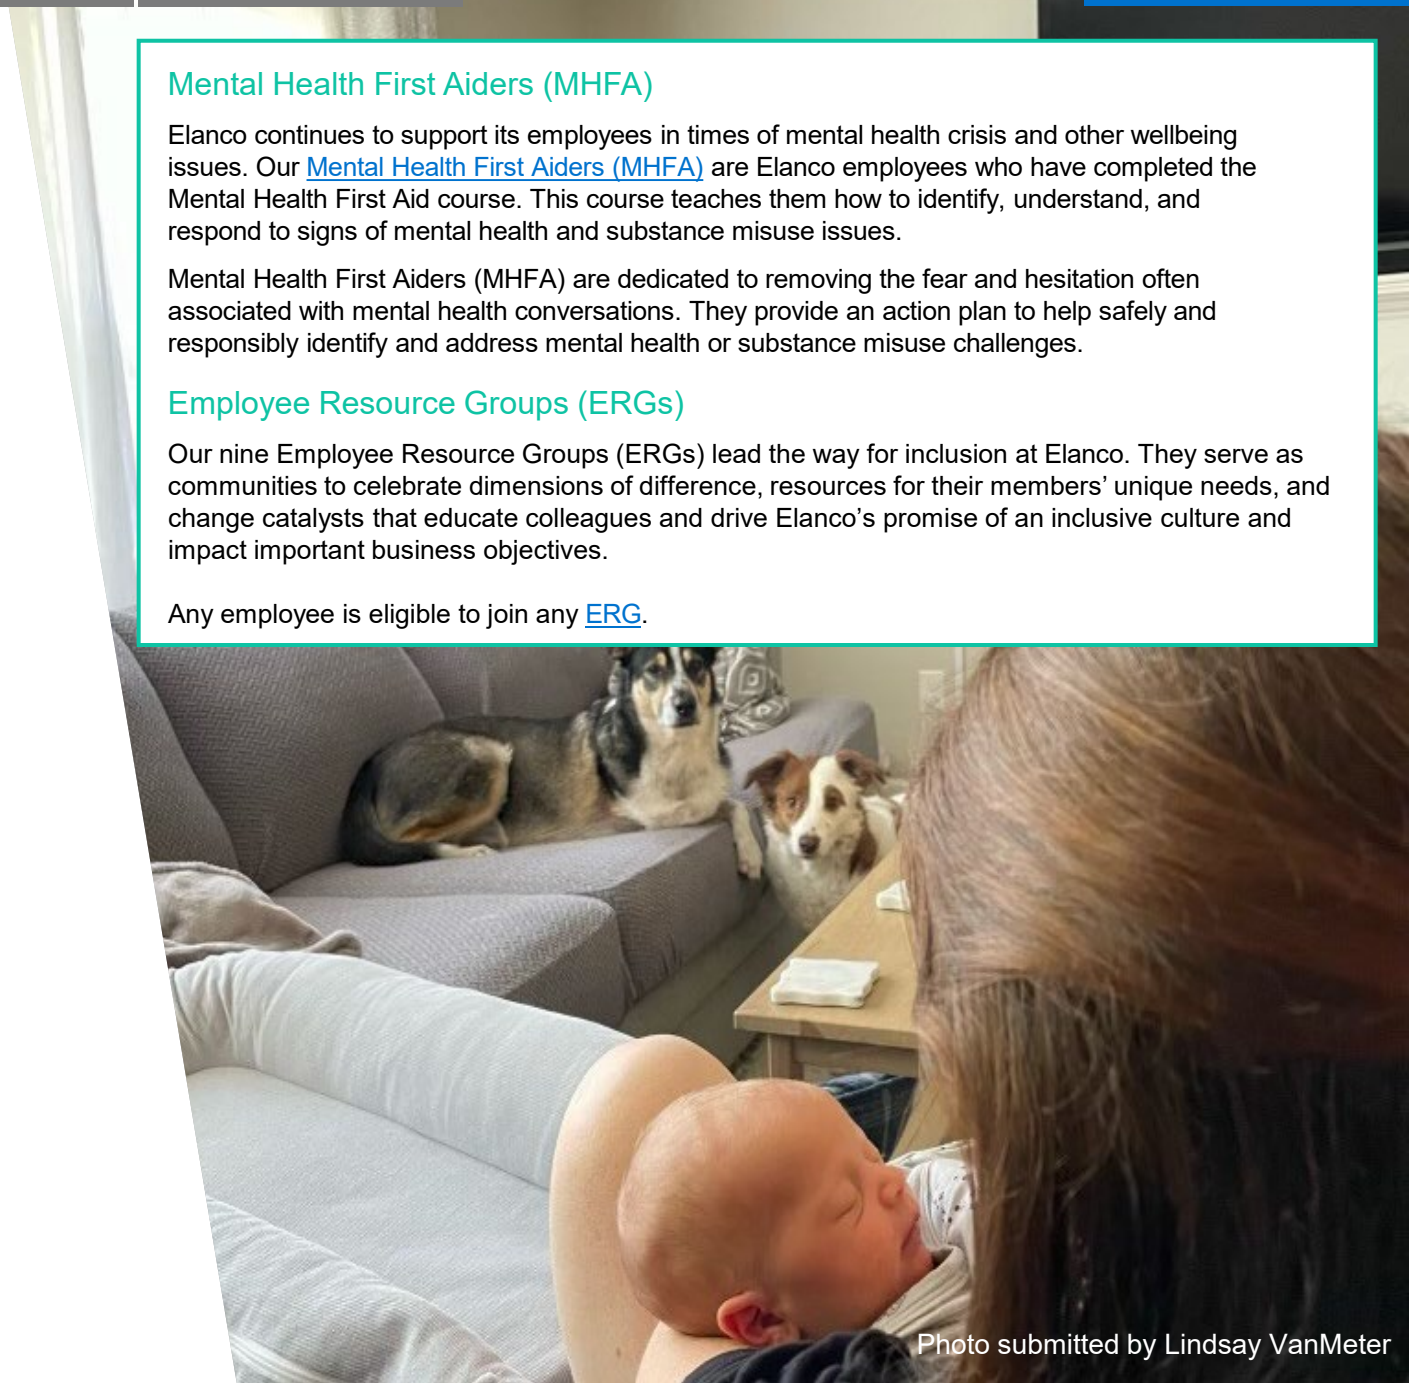 Mental Health First Aiders (MHFA)
Elanco continues to support its employees in times of mental health crisis and other wellbeing
issues. Our Mental Health First Aiders (MHFA) are Elanco employees who have completed the
Mental Health First Aid course. This course teaches them how to identify, understand, and
respond to signs of mental health and substance misuse issues.
Mental Health First Aiders (MHFA) are dedicated to removing the fear and hesitation often
associated with mental health conversations. They provide an action plan to help safely and
responsibly identify and address mental health or substance misuse challenges.
Employee Resource Groups (ERGs)
Our nine Employee Resource Groups (ERGs) lead the way for inclusion at Elanco. They serve as
communities to celebrate dimensions of difference, resources for their members’ unique needs, and
change catalysts that educate colleagues and drive Elanco’s promise of an inclusive culture and
impact important business objectives.
Any employee is eligible to join any ERG.
Photo submitted by Lindsay VanMeter